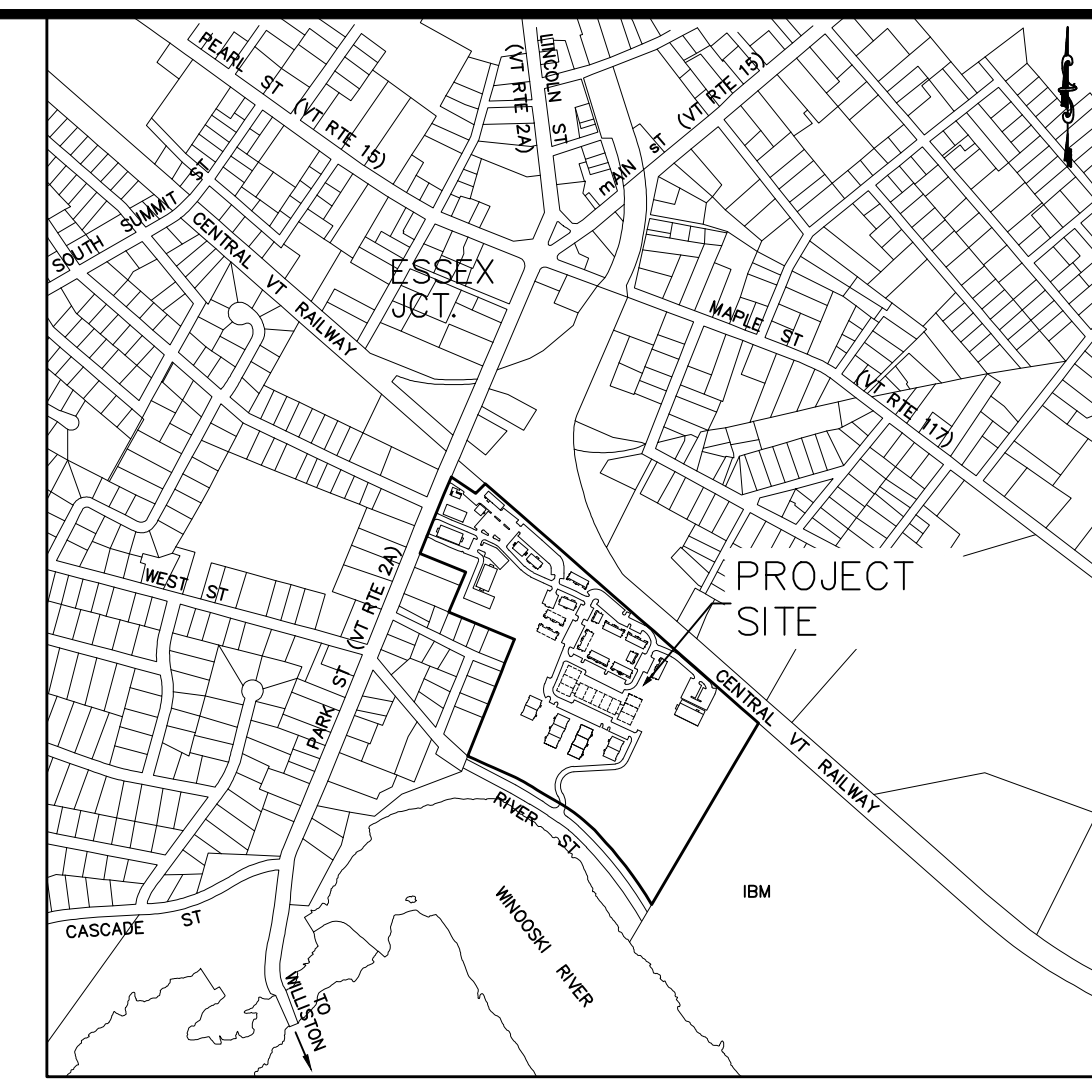 PEARL ST (VT RTE 15)
LINCOLN ST
(VT RTE 2A)
mAIN sT (VT RTE 15)
SOUTH SUMMIT ST
CENTRAL VT RAILWAY
ESSEX
JCT.
MAPLE ST
(VT RTE 117)
PROJECT
SITE
WEST ST
PARK ST (VT RTE 2A)
CENTRAL VT RAILWAY
RIVER ST
IBM
WINOOSKI RIVER
CASCADE ST
TO
WILLISTON